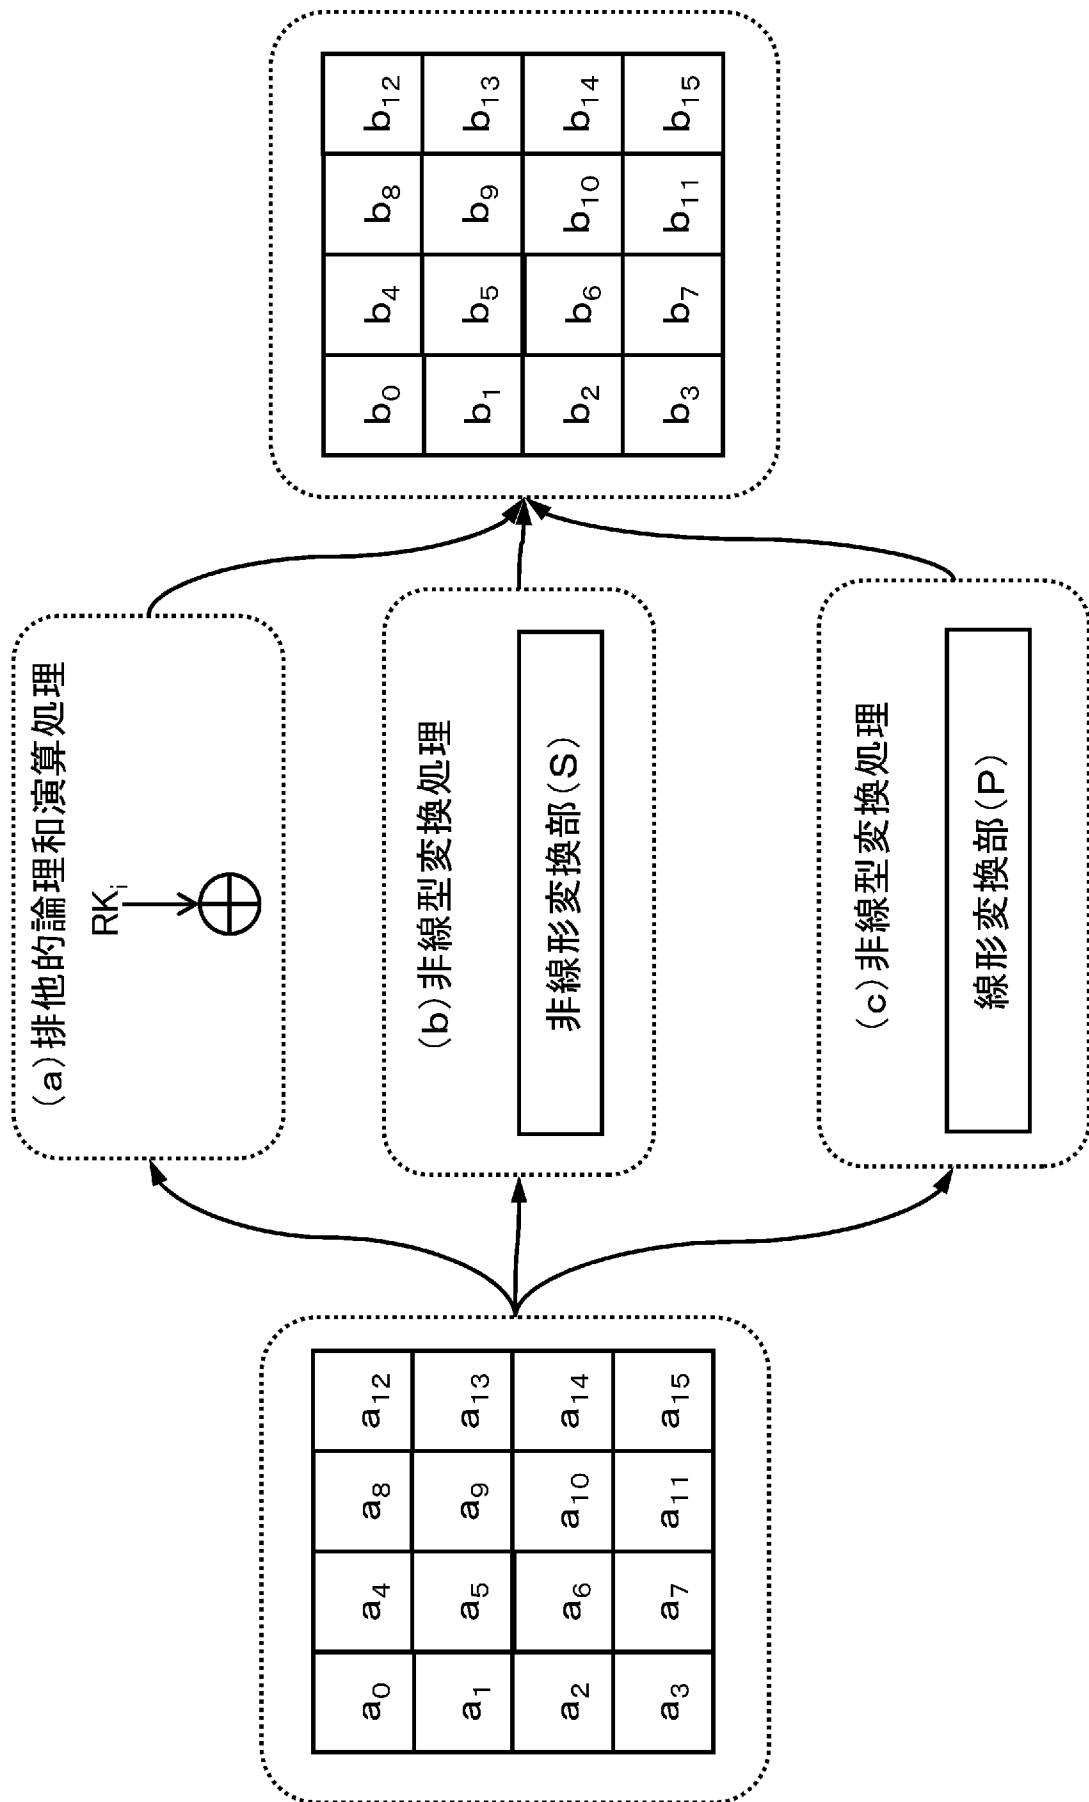 a0 a4 a8 a12
a1 a5 a9 a13
a2 a6 a10 a14
a3 a7 a11 a15
(a)排他的論理和演算処理
RKi
(b)非線型変換処理
非線形変換部(S)
(c)非線型変換処理
線形変換部(P)
b0 b4 b8 b12
b1 b5 b9 b13
b2 b6 b10 b14
b3 b7 b11 b15